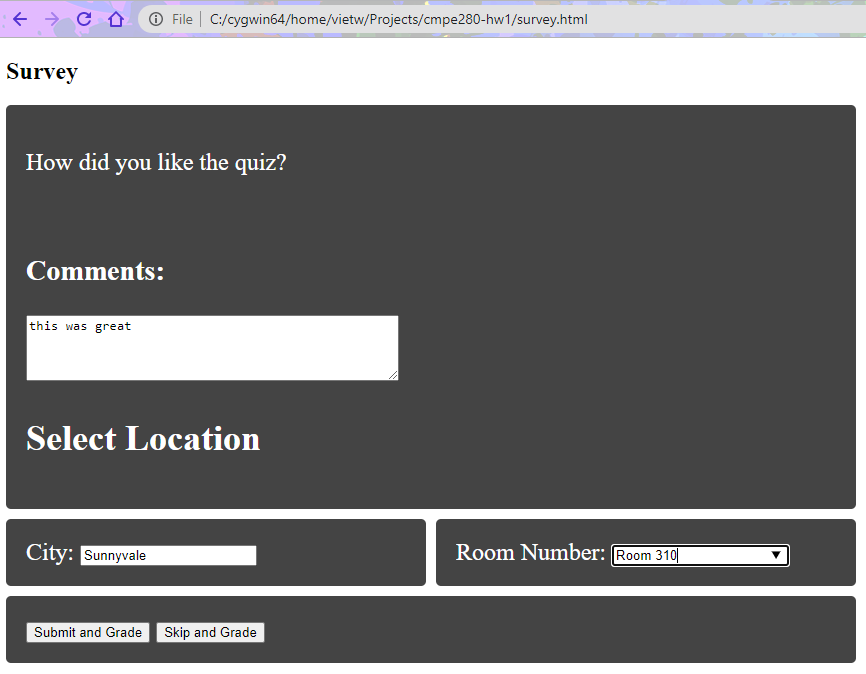 File C:/cygwin64/home/vietw/Projects/cmpe280-hw1/survey.html
Survey
How did you like the quiz?
Comments:
this was great
Select Location
City: Sunnyvale
Room Number: Room 310
Submit and Grade Skip and Grade